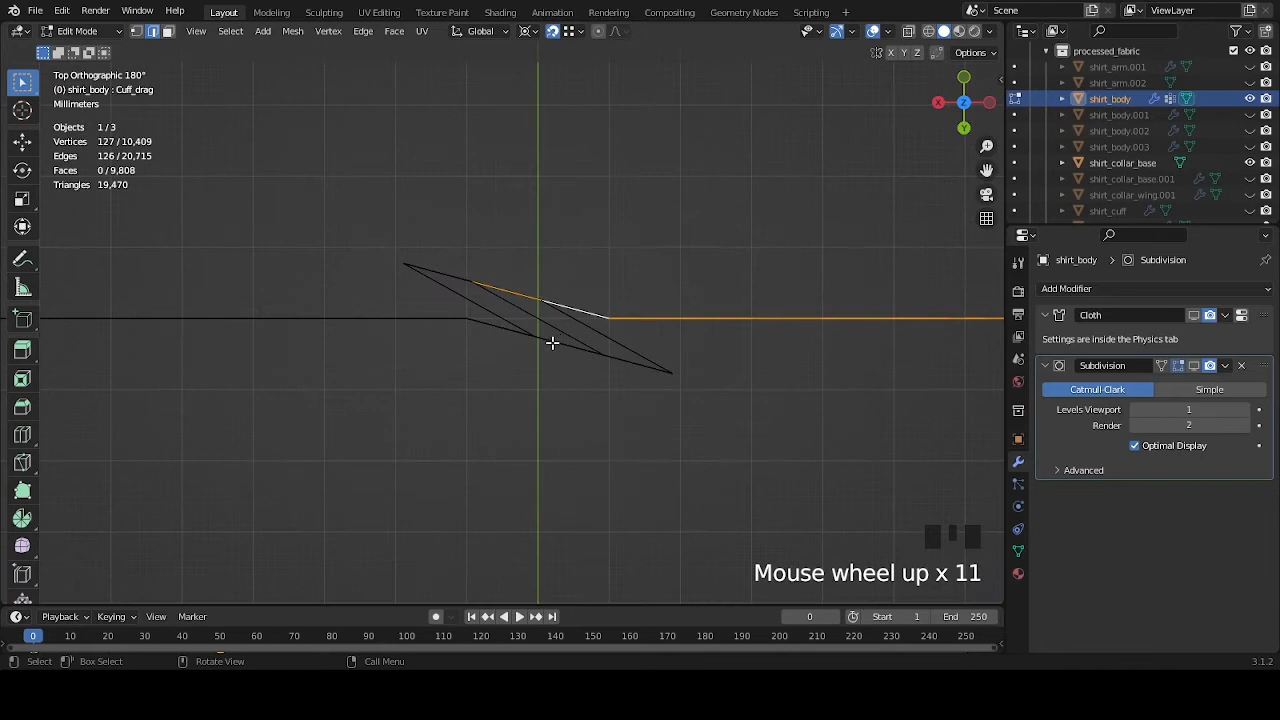 File Edit Render Window Help Layout Modeling Sculpting UV Editing Texture Paint Shading Animation Rendering Compositing Geometry Nodes Scripting + Scene ViewLayer
Edit Mode View Select Add Mesh Vertex Edge Face UV Global
X Y Z Options
Top Orthographic 180°
(0) shirt_body : Cuff_drag
Millimeters
Objects 1 / 3
Vertices 127 / 10,409
Edges 126 / 20,715
Faces 0 / 9,808
Triangles 19,470
X Z Y
Mouse wheel up x 11
processed_fabric
shirt_arm.001
shirt_arm.002
shirt_body
shirt_body.001
shirt_body.002
shirt_body.003
shirt_collar_base
shirt_collar_base.001
shirt_collar_wing.001
shirt_cuff
shirt_body > Subdivision
Add Modifier
Cloth
Settings are inside the Physics tab
Subdivision
Catmull-Clark Simple
Levels Viewport 1
Render 2
Optimal Display
Advanced
Playback Keying View Marker 0 Start 1 End 250
0 10 20 30 40 50 60 70 80 90 100 110 120 130 140 150 160 170 180 190 200 210 220 230 240 250
Select Box Select Rotate View Call Menu 3.1.2